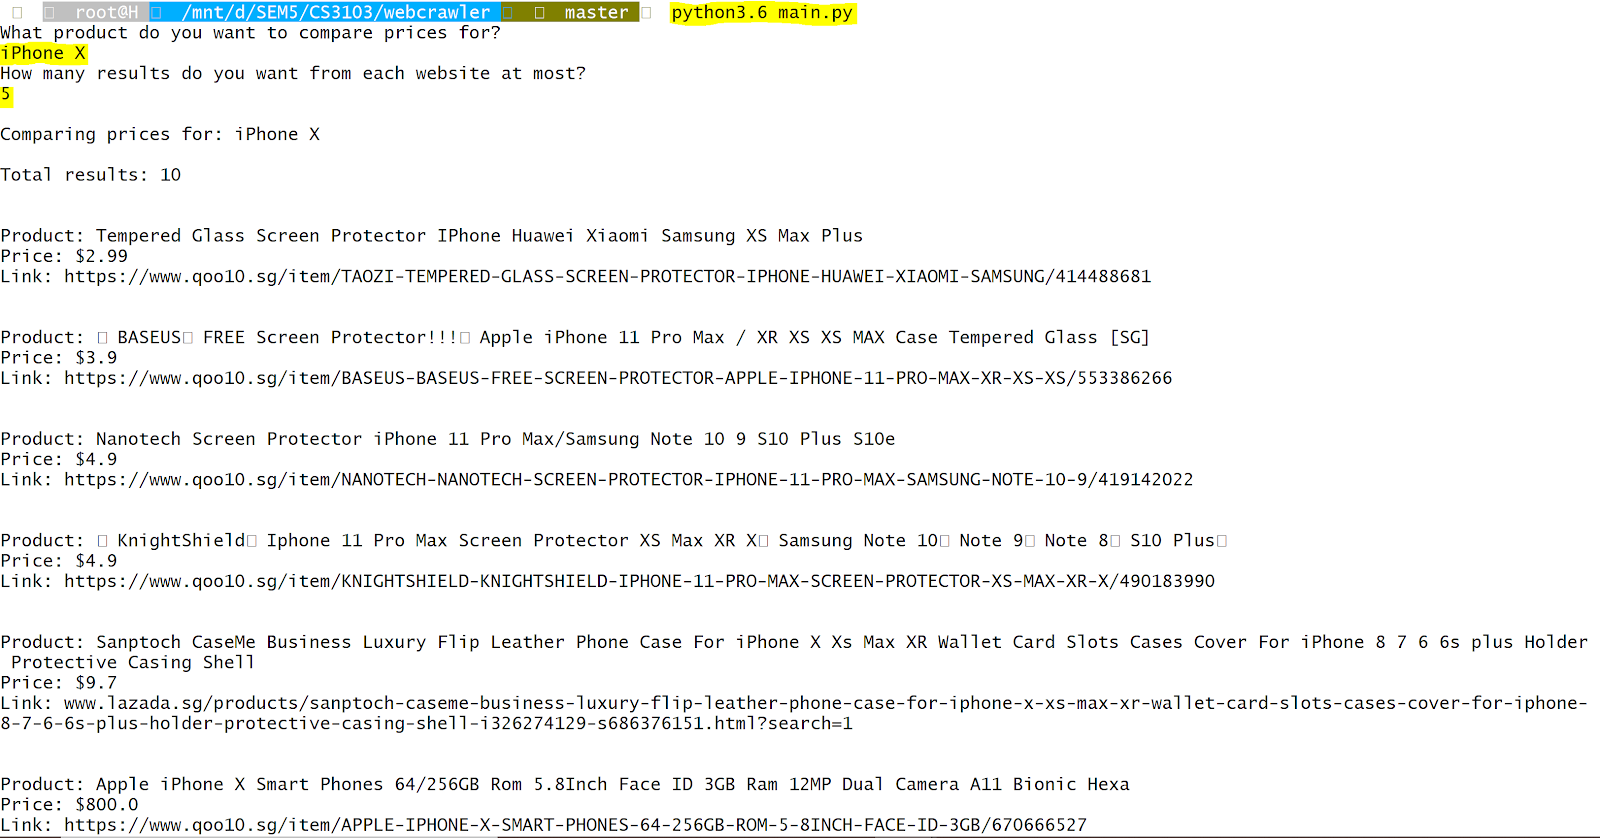 root@H /mnt/d/SEM5/CS3103/webcrawler master python3.6 main.py
What product do you want to compare prices for?
iPhone X
How many results do you want from each website at most?
5
Comparing prices for: iPhone X
Total results: 10
Product: Tempered Glass Screen Protector IPhone Huawei Xiaomi Samsung XS Max Plus
Price: $2.99
Link: https://www.qoo10.sg/item/TAOZI-TEMPERED-GLASS-SCREEN-PROTECTOR-IPHONE-HUAWEI-XIAOMI-SAMSUNG/414488681
Product: □ BASEUS□ FREE Screen Protector!!!□ Apple iPhone 11 Pro Max / XR XS XS MAX Case Tempered Glass [SG]
Price: $3.9
Link: https://www.qoo10.sg/item/BASEUS-BASEUS-FREE-SCREEN-PROTECTOR-APPLE-IPHONE-11-PRO-MAX-XR-XS-XS/553386266
Product: Nanotech Screen Protector iPhone 11 Pro Max/Samsung Note 10 9 S10 Plus S10e
Price: $4.9
Link: https://www.qoo10.sg/item/NANOTECH-NANOTECH-SCREEN-PROTECTOR-IPHONE-11-PRO-MAX-SAMSUNG-NOTE-10-9/419142022
Product: □ KnightShield□ Iphone 11 Pro Max Screen Protector XS Max XR X□ Samsung Note 10□ Note 9□ Note 8□ S10 Plus□
Price: $4.9
Link: https://www.qoo10.sg/item/KNIGHTSHIELD-KNIGHTSHIELD-IPHONE-11-PRO-MAX-SCREEN-PROTECTOR-XS-MAX-XR-X/490183990
Product: Sanptoch CaseMe Business Luxury Flip Leather Phone Case For iPhone X Xs Max XR Wallet Card Slots Cases Cover For iPhone 8 7 6 6s plus Holder
Protective Casing Shell
Price: $9.7
Link: www.lazada.sg/products/sanptoch-caseme-business-luxury-flip-leather-phone-case-for-iphone-x-xs-max-xr-wallet-card-slots-cases-cover-for-iphone-
8-7-6-6s-plus-holder-protective-casing-shell-i326274129-s686376151.html?search=1
Product: Apple iPhone X Smart Phones 64/256GB Rom 5.8Inch Face ID 3GB Ram 12MP Dual Camera A11 Bionic Hexa
Price: $800.0
Link: https://www.qoo10.sg/item/APPLE-IPHONE-X-SMART-PHONES-64-256GB-ROM-5-8INCH-FACE-ID-3GB/670666527